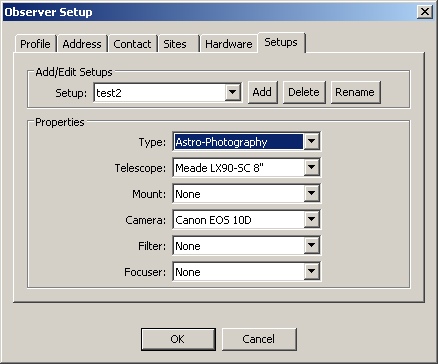 Observer Setup
Profile Address Contact Sites Hardware Setups
Add/Edit Setups
Setup: test2 Add Delete Rename
Properties
Type: Astro-Photography
Telescope: Meade LX90-SC 8"
Mount: None
Camera: Canon EOS 10D
Filter: None
Focuser: None
OK Cancel